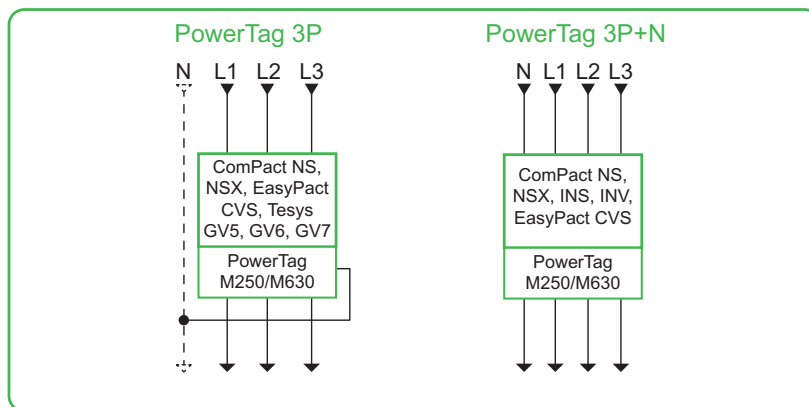 PowerTag 3P
N L1 L2 L3
ComPact NS,
NSX, EasyPact
CVS, Tesys
GV5, GV6, GV7
PowerTag
M250/M630
PowerTag 3P+N
N L1 L2 L3
ComPact NS,
NSX, INS, INV,
EasyPact CVS
PowerTag
M250/M630